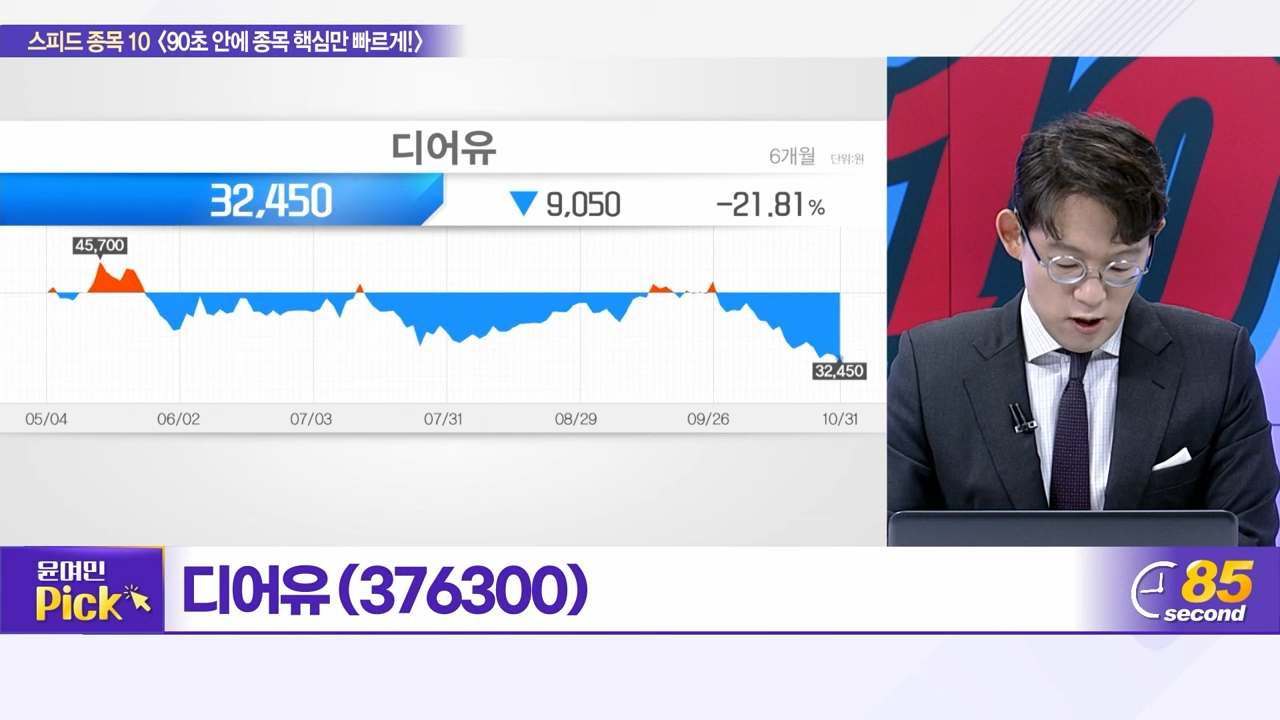 스피드 종목 10 〈90초 안에 종목 핵심만 빠르게!〉
디어유
6개월 단위:원
32,450 ▼ 9,050 -21.81%
45,700
32,450
05/04 06/02 07/03 07/31 08/29 09/26 10/31
10
윤여민
Pick
디어유(376300)
85
second